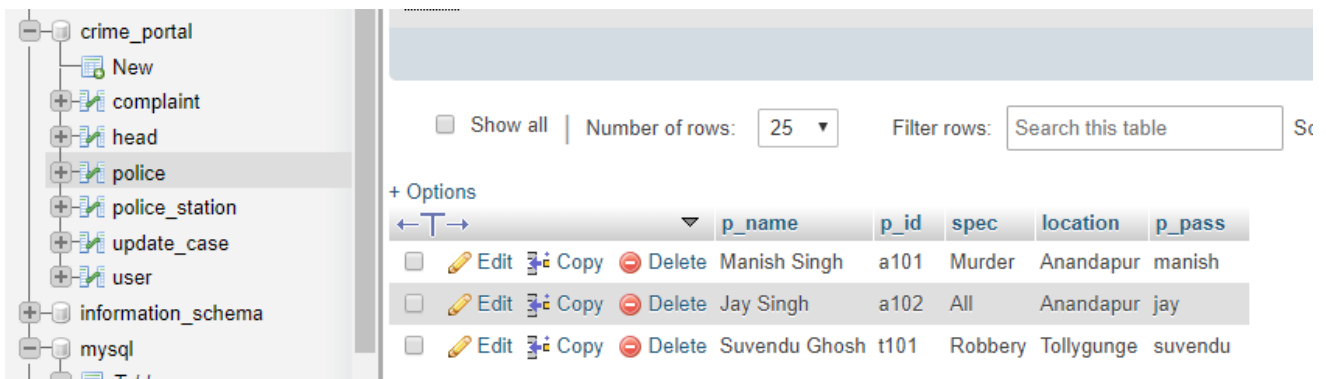 crime_portal
New
complaint
head
police
police_station
update_case
user
information_schema
mysql
Show all | Number of rows: 25 Filter rows: Search this table
+ Options
p_name p_id spec location p_pass
Edit Copy Delete Manish Singh a101 Murder Anandapur manish
Edit Copy Delete Jay Singh a102 All Anandapur jay
Edit Copy Delete Suvendu Ghosh t101 Robbery Tollygunge suvendu